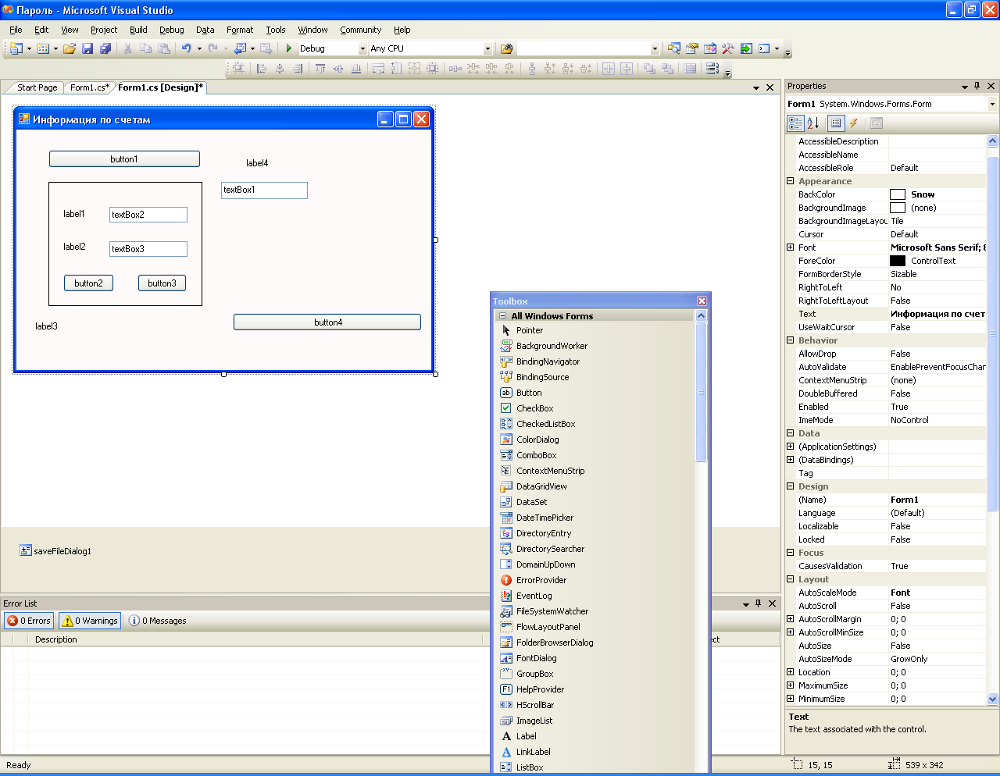 Пароль - Microsoft Visual Studio
File Edit View Project Build Debug Data Format Tools Window Community Help
Debug Any CPU
Start Page Form1.cs* Form1.cs [Design]*
Информация по счетам
button1
label4
textBox1
label1 textBox2
label2 textBox3
button2 button3
label3
button4
saveFileDialog1
Error List
0 Errors 0 Warnings 0 Messages
Description
ect
Ready
Toolbox
All Windows Forms
Pointer
BackgroundWorker
BindingNavigator
BindingSource
Button
CheckBox
CheckedListBox
ColorDialog
ComboBox
ContextMenuStrip
DataGridView
DataSet
DateTimePicker
DirectoryEntry
DirectorySearcher
DomainUpDown
ErrorProvider
EventLog
FileSystemWatcher
FlowLayoutPanel
FolderBrowserDialog
FontDialog
GroupBox
HelpProvider
HScrollBar
ImageList
Label
LinkLabel
ListBox
Properties
Form1 System.Windows.Forms.Form
AccessibleDescription
AccessibleName
AccessibleRole Default
Appearance
BackColor Snow
BackgroundImage (none)
BackgroundImageLayou Tile
Cursor Default
Font Microsoft Sans Serif; 8
ForeColor ControlText
FormBorderStyle Sizable
RightToLeft No
RightToLeftLayout False
Text Информация по счет
UseWaitCursor False
Behavior
AllowDrop False
AutoValidate EnablePreventFocusChan
ContextMenuStrip (none)
DoubleBuffered False
Enabled True
ImeMode NoControl
Data
(ApplicationSettings)
(DataBindings)
Tag
Design
(Name) Form1
Language (Default)
Localizable False
Locked False
Focus
CausesValidation True
Layout
AutoScaleMode Font
AutoScroll False
AutoScrollMargin 0; 0
AutoScrollMinSize 0; 0
AutoSize False
AutoSizeMode GrowOnly
Location 0; 0
MaximumSize 0; 0
MinimumSize 0; 0
Text
The text associated with the control.
15, 15 539 x 342